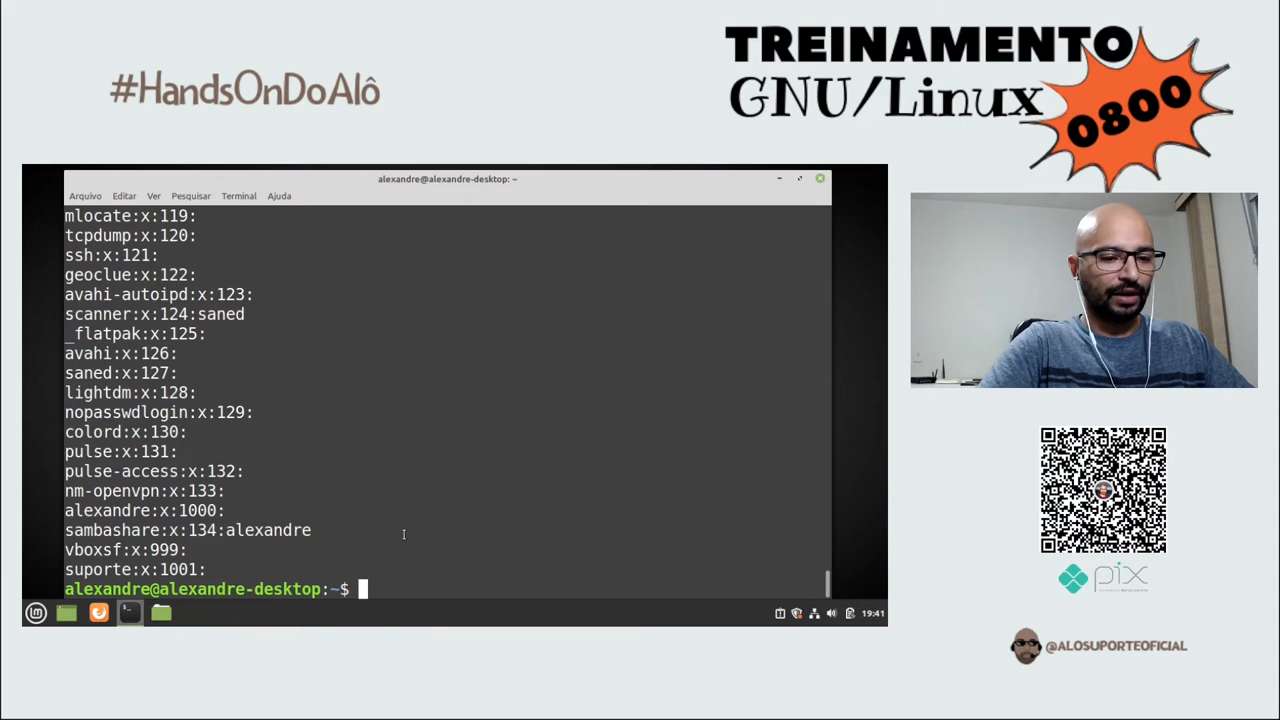 #HandsOnDoAlô
TREINAMENTO
GNU/Linux
0800
alexandre@alexandre-desktop: ~
Arquivo Editar Ver Pesquisar Terminal Ajuda
mlocate:x:119:
tcpdump:x:120:
ssh:x:121:
geoclue:x:122:
avahi-autoipd:x:123:
scanner:x:124:saned
_flatpak:x:125:
avahi:x:126:
saned:x:127:
lightdm:x:128:
nopasswdlogin:x:129:
colord:x:130:
pulse:x:131:
pulse-access:x:132:
nm-openvpn:x:133:
alexandre:x:1000:
sambashare:x:134:alexandre
vboxsf:x:999:
suporte:x:1001:
alexandre@alexandre-desktop:~$
19:41
pix
@ALOSUPORTEOFICIAL